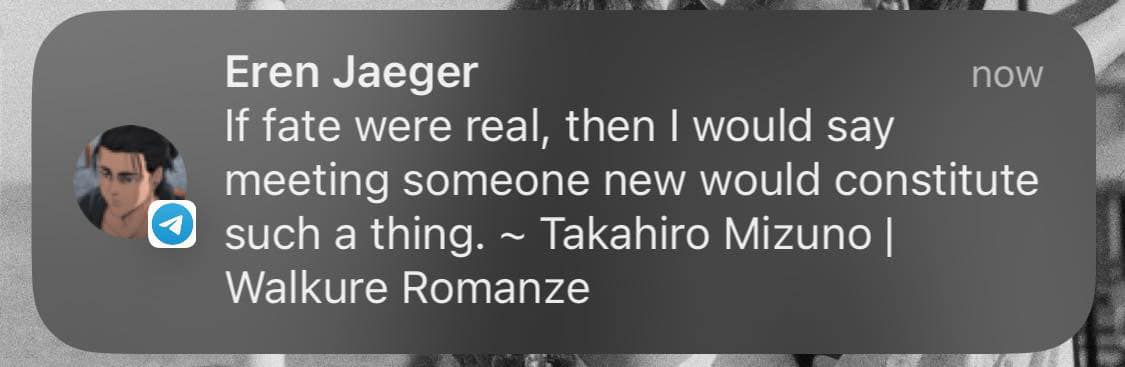 Eren Jaeger
now
If fate were real, then I would say
meeting someone new would constitute
such a thing. ~ Takahiro Mizuno |
Walkure Romanze